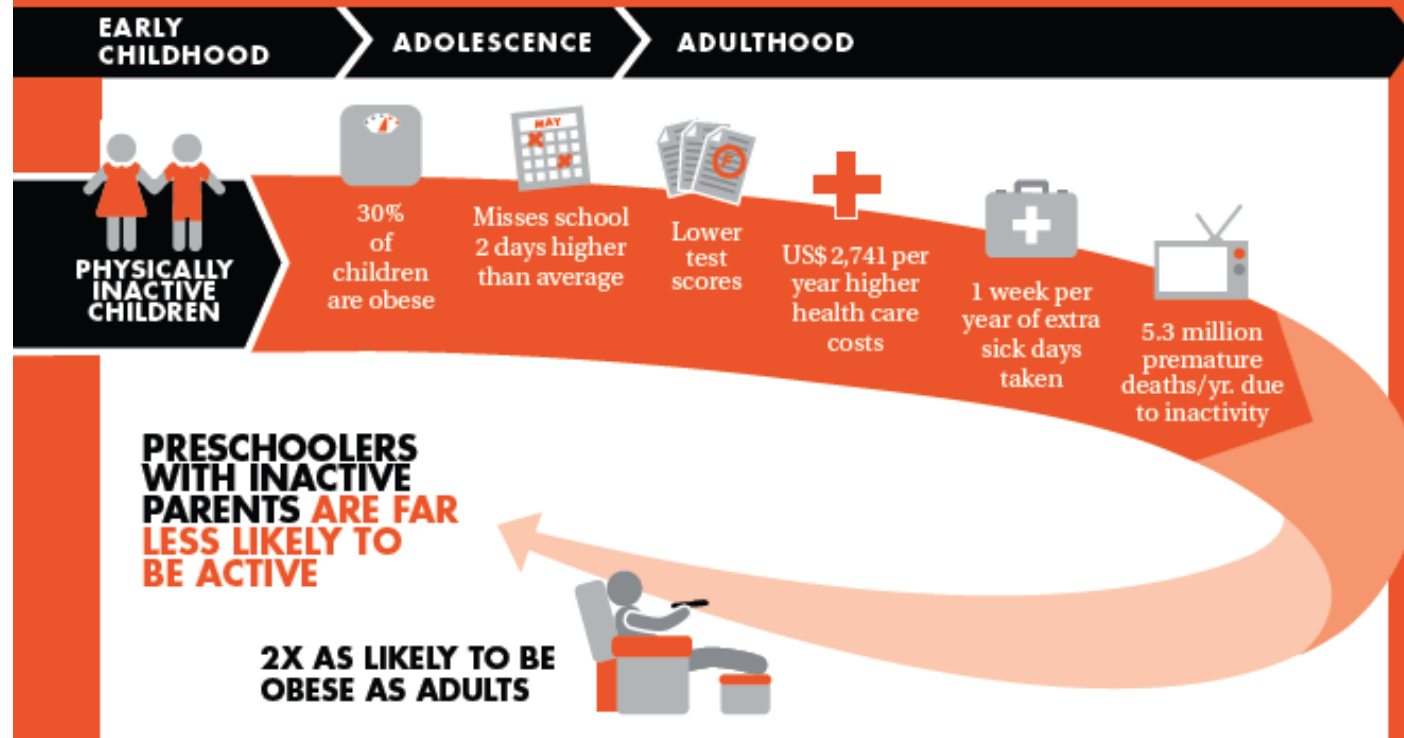 EARLY
CHILDHOOD
ADOLESCENCE
ADULTHOOD
MAY
F
PHYSICALLY
INACTIVE
CHILDREN
30%
of
children
are obese
Misses school
2 days higher
than average
Lower
test
scores
US$ 2,741 per
year higher
health care
costs
1 week per
year of extra
sick days
taken
5.3 million
premature
deaths/yr. due
to inactivity
PRESCHOOLERS
WITH INACTIVE
PARENTS ARE FAR
LESS LIKELY TO
BE ACTIVE
2X AS LIKELY TO BE
OBESE AS ADULTS